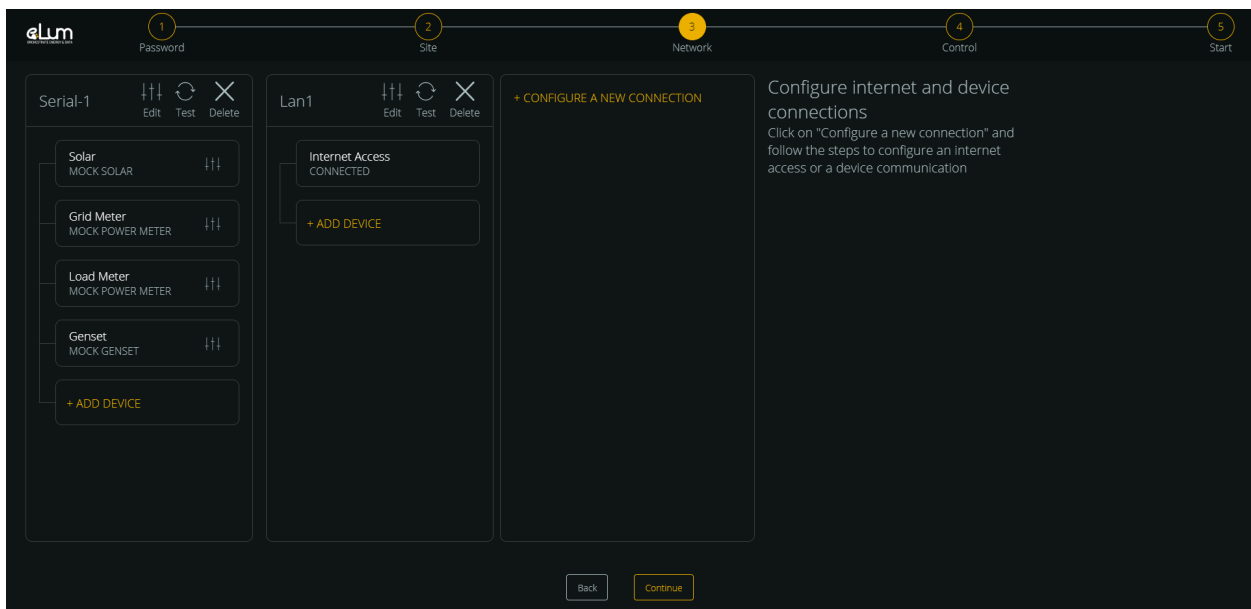 eLum
1
Password
2
Site
3
Network
4
Control
5
Start
Serial-1
Edit Test Delete
Solar
MOCK SOLAR
Grid Meter
MOCK POWER METER
Load Meter
MOCK POWER METER
Genset
MOCK GENSET
+ ADD DEVICE
Lan1
Edit Test Delete
Internet Access
CONNECTED
+ ADD DEVICE
+ CONFIGURE A NEW CONNECTION
Configure internet and device
connections
Click on "Configure a new connection" and
follow the steps to configure an internet
access or a device communication
Back
Continue